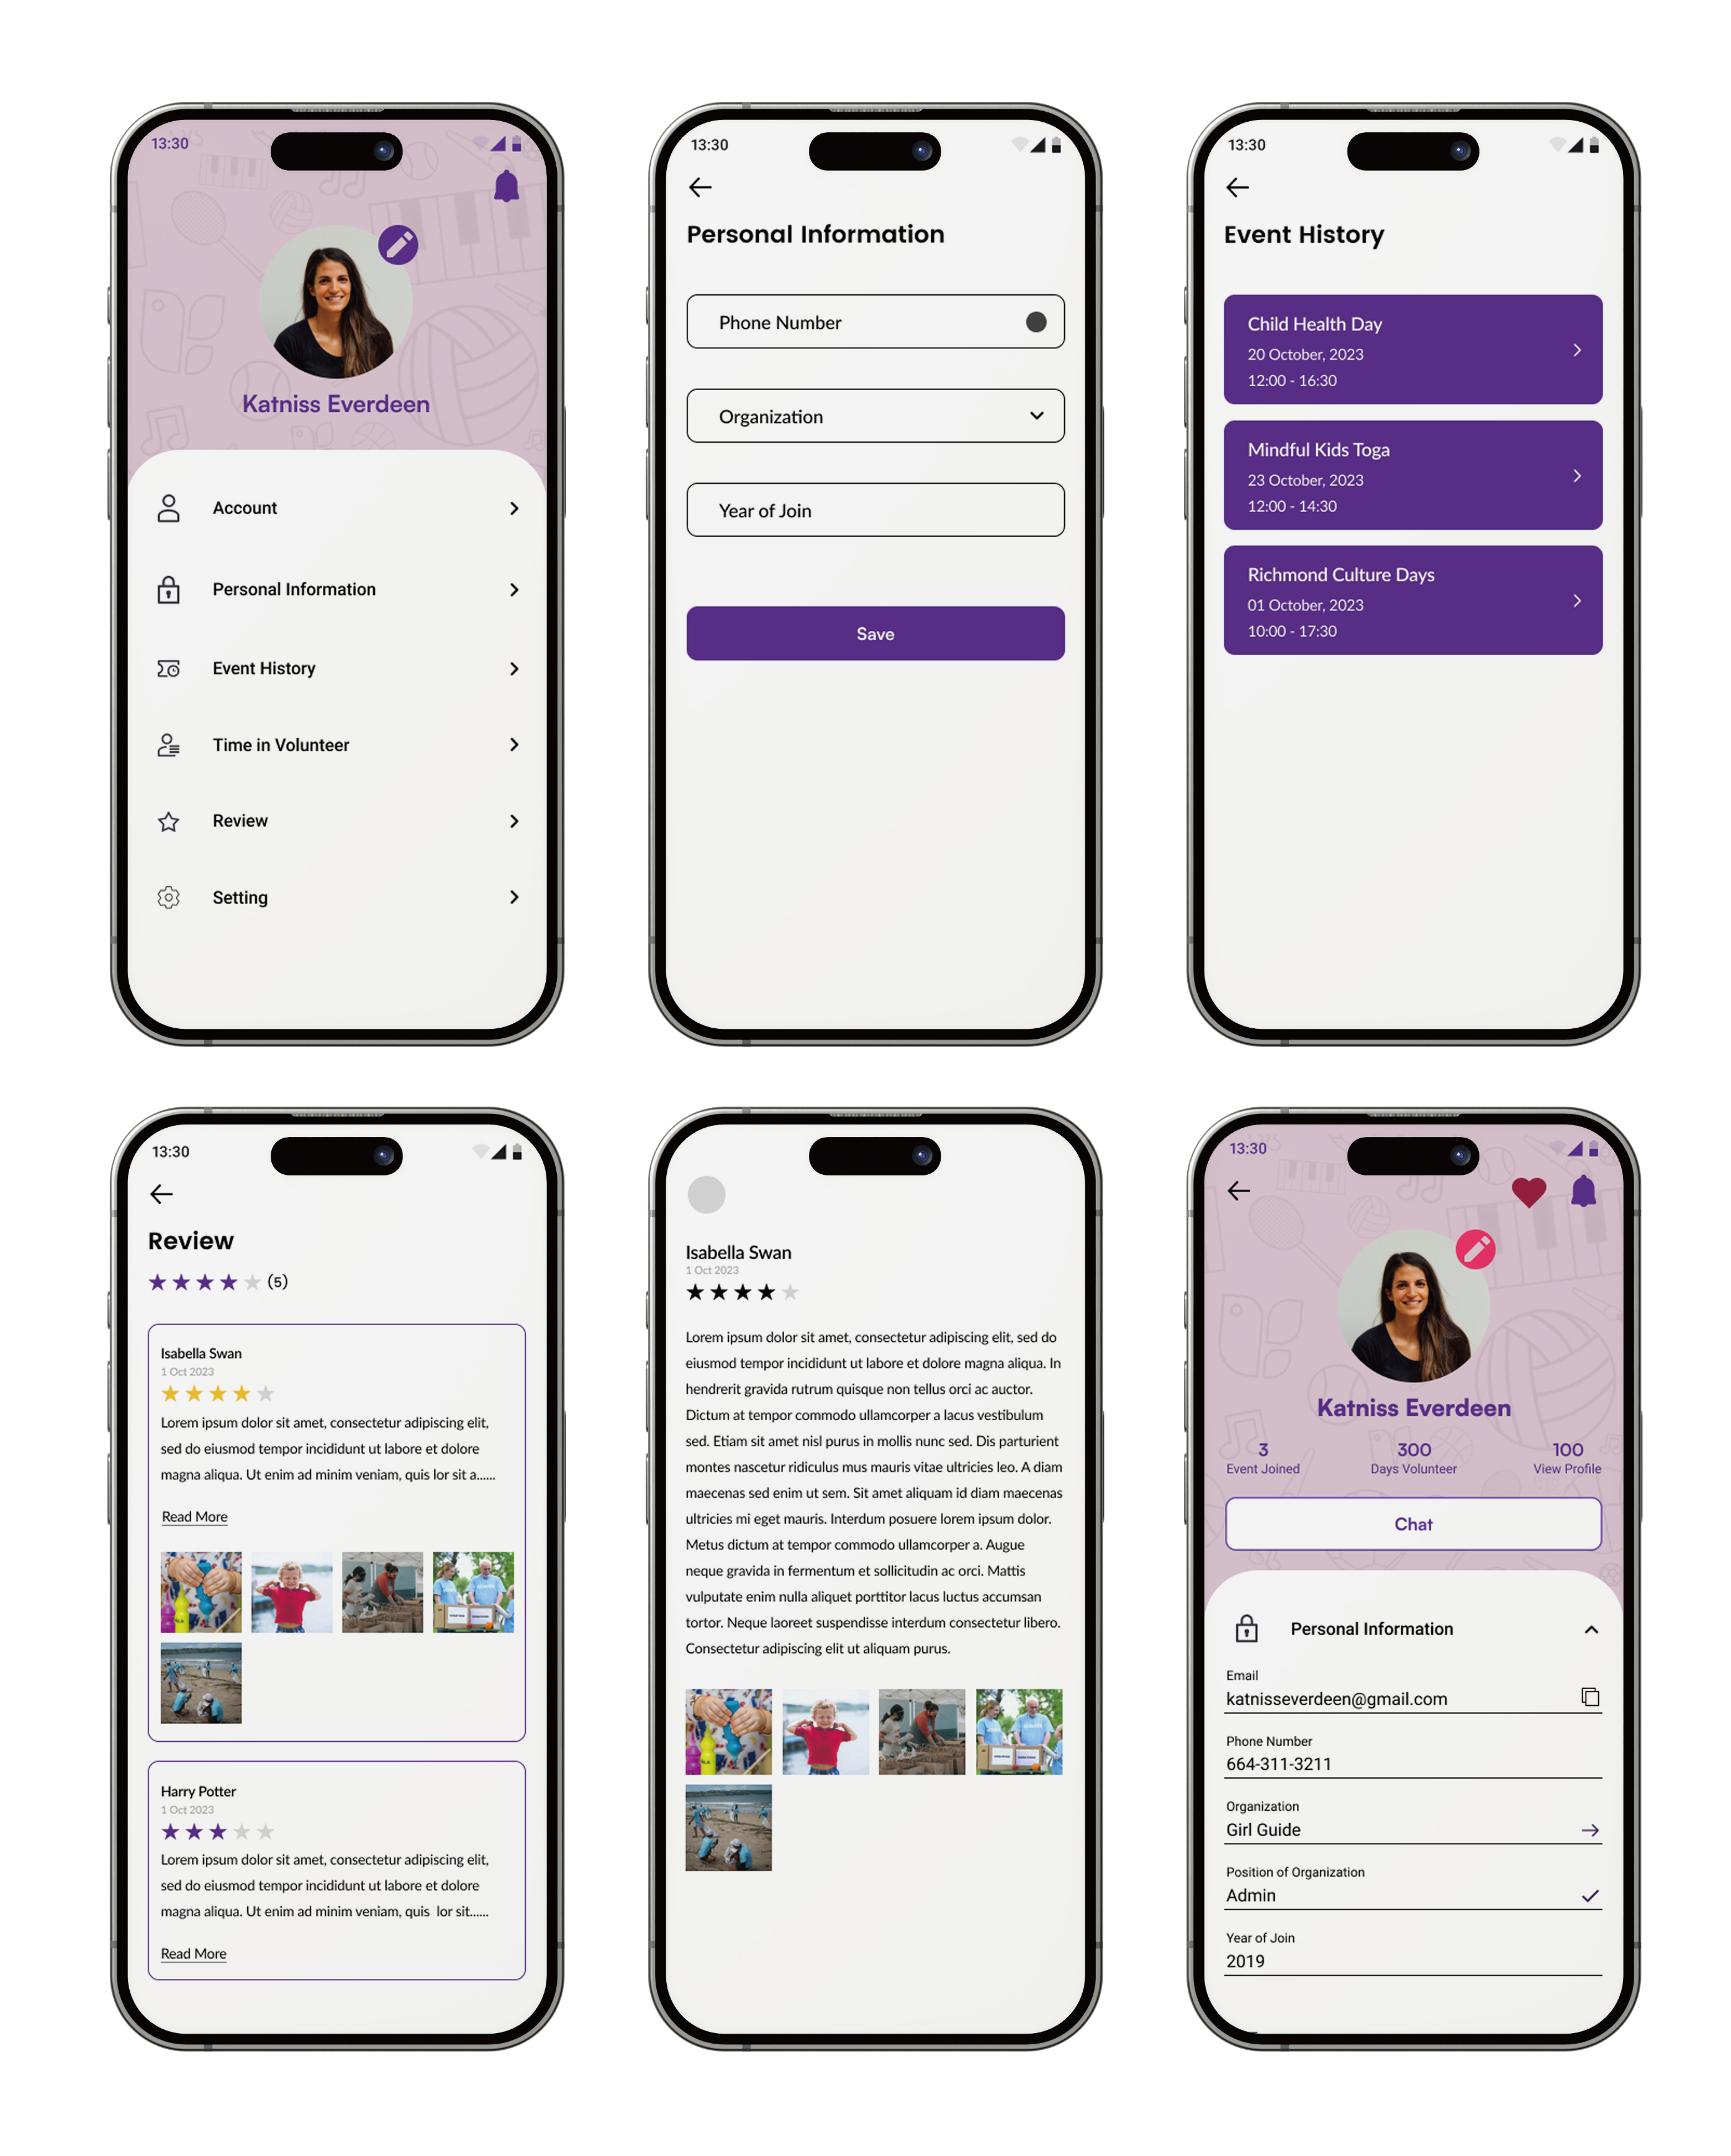 13:30
Katniss Everdeen
Account
Personal Information
Event History
Time in Volunteer
Review
Setting
13:30
Personal Information
Phone Number
Organization
Year of Join
Save
13:30
Event History
Child Health Day
20 October, 2023
12:00 - 16:30
Mindful Kids Toga
23 October, 2023
12:00 - 14:30
Richmond Culture Days
01 October, 2023
10:00 - 17:30
13:30
Review
(5)
Isabella Swan
1 Oct 2023
Lorem ipsum dolor sit amet, consectetur adipiscing elit,
sed do eiusmod tempor incididunt ut labore et dolore
magna aliqua. Ut enim ad minim veniam, quis lor sit a......
Read More
Harry Potter
1 Oct 2023
Lorem ipsum dolor sit amet, consectetur adipiscing elit,
sed do eiusmod tempor incididunt ut labore et dolore
magna aliqua. Ut enim ad minim veniam, quis lor sit......
Read More
Isabella Swan
1 Oct 2023
Lorem ipsum dolor sit amet, consectetur adipiscing elit, sed do
eiusmod tempor incididunt ut labore et dolore magna aliqua. In
hendrerit gravida rutrum quisque non tellus orci ac auctor.
Dictum at tempor commodo ullamcorper a lacus vestibulum
sed. Etiam sit amet nisl purus in mollis nunc sed. Dis parturient
montes nascetur ridiculus mus mauris vitae ultricies leo. A diam
maecenas sed enim ut sem. Sit amet aliquam id diam maecenas
ultricies mi eget mauris. Interdum posuere lorem ipsum dolor.
Metus dictum at tempor commodo ullamcorper a. Augue
neque gravida in fermentum et sollicitudin ac orci. Mattis
vulputate enim nulla aliquet porttitor lacus luctus accumsan
tortor. Neque laoreet suspendisse interdum consectetur libero.
Consectetur adipiscing elit ut aliquam purus.
13:30
Katniss Everdeen
3
Event Joined
300
Days Volunteer
100
View Profile
Chat
Personal Information
Email
katnisseverdeen@gmail.com
Phone Number
664-311-3211
Organization
Girl Guide
Position of Organization
Admin
Year of Join
2019